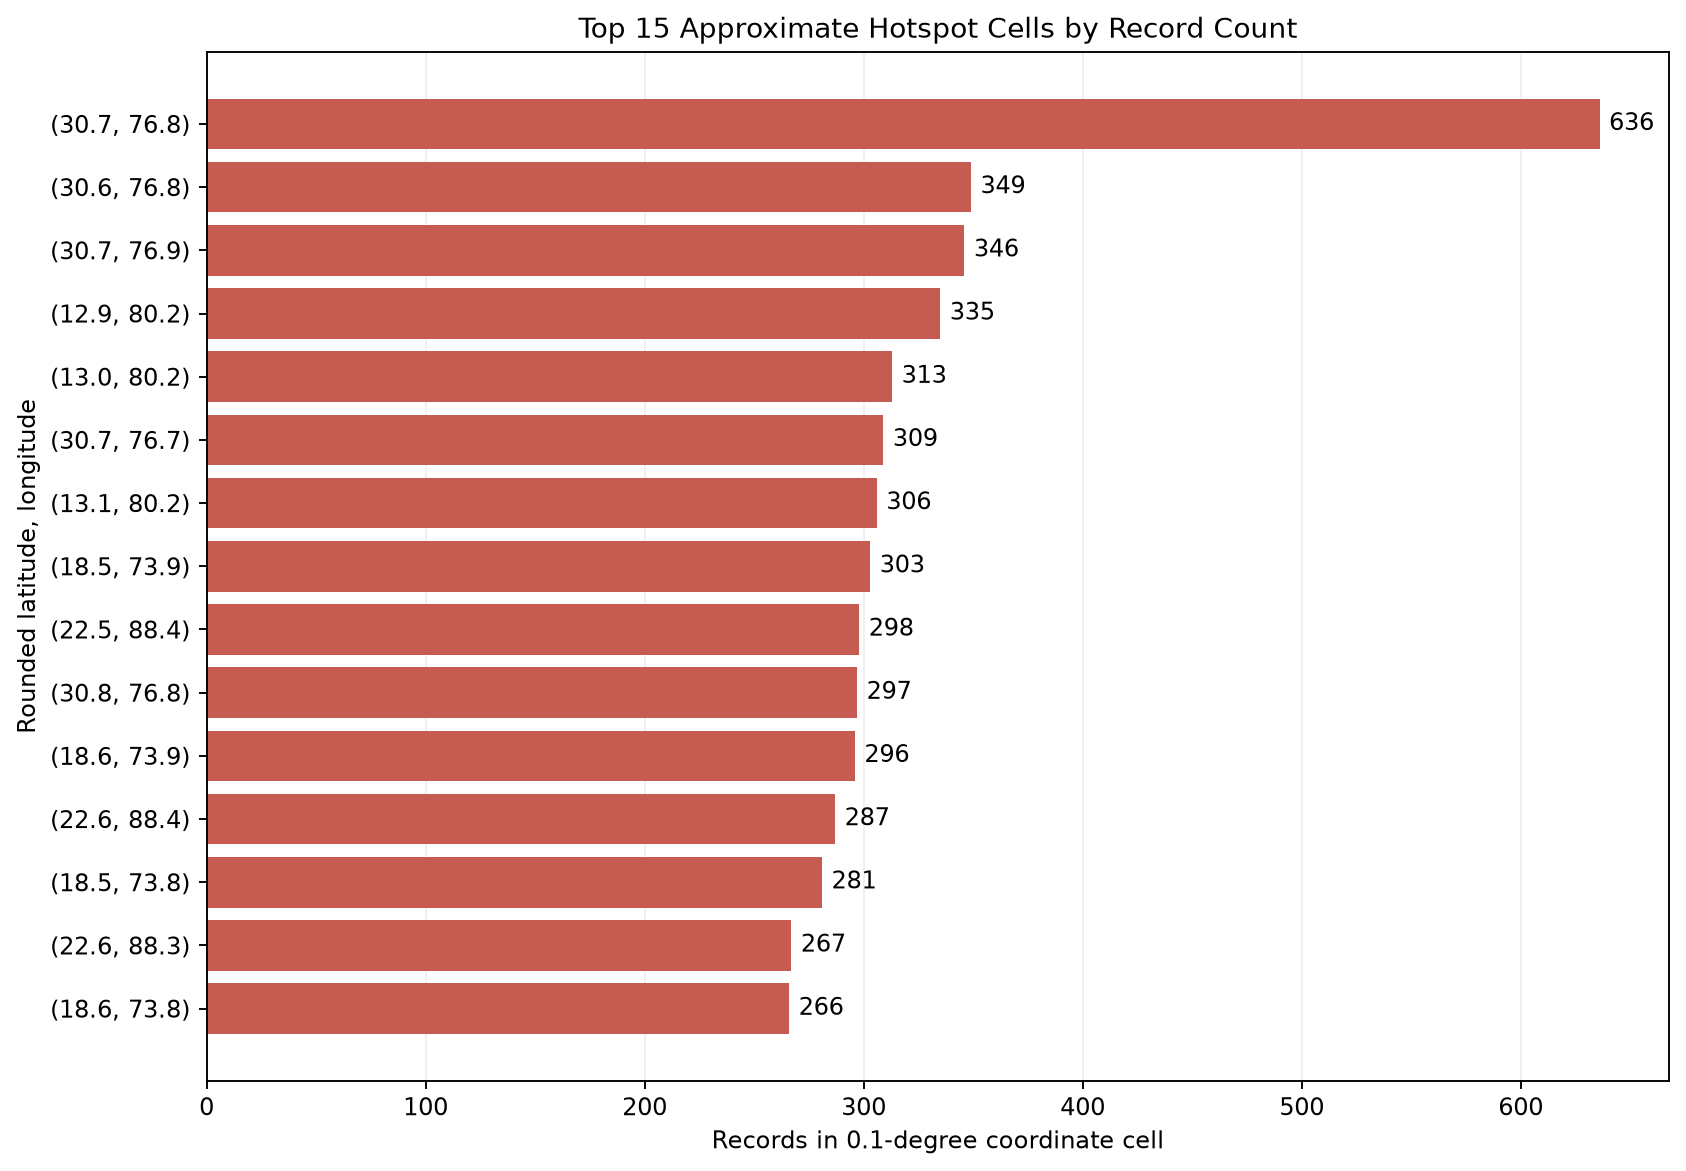 Top 15 Approximate Hotspot Cells by Record Count
Rounded latitude, longitude
(30.7, 76.8) 636
(30.6, 76.8) 349
(30.7, 76.9) 346
(12.9, 80.2) 335
(13.0, 80.2) 313
(30.7, 76.7) 309
(13.1, 80.2) 306
(18.5, 73.9) 303
(22.5, 88.4) 298
(30.8, 76.8) 297
(18.6, 73.9) 296
(22.6, 88.4) 287
(18.5, 73.8) 281
(22.6, 88.3) 267
(18.6, 73.8) 266
0 100 200 300 400 500 600
Records in 0.1-degree coordinate cell